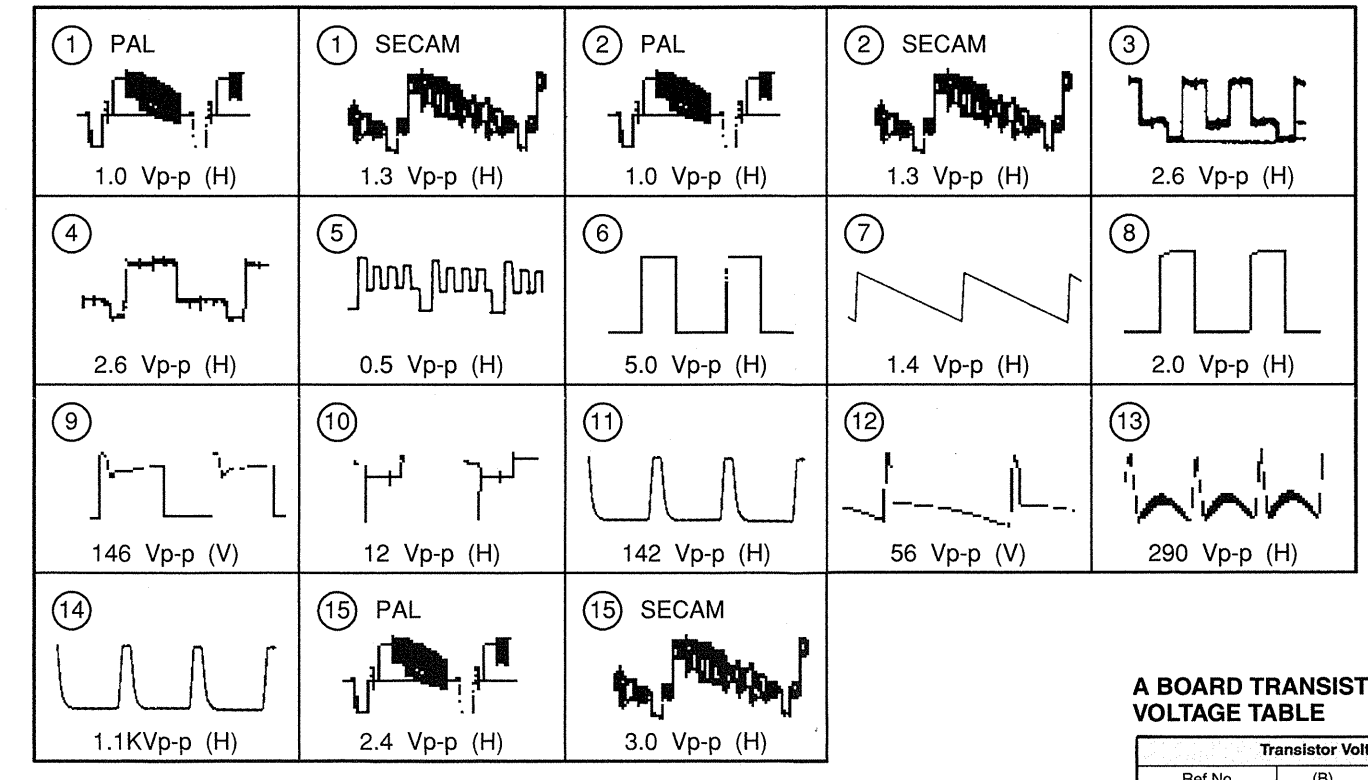 1 PAL
1.0 Vp-p (H)
1 SECAM
1.3 Vp-p (H)
2 PAL
1.0 Vp-p (H)
2 SECAM
1.3 Vp-p (H)
3
2.6 Vp-p (H)
4
2.6 Vp-p (H)
5
0.5 Vp-p (H)
6
5.0 Vp-p (H)
7
1.4 Vp-p (H)
8
2.0 Vp-p (H)
9
146 Vp-p (V)
10
12 Vp-p (H)
11
142 Vp-p (H)
12
56 Vp-p (V)
13
290 Vp-p (H)
14
1.1KVp-p (H)
15 PAL
2.4 Vp-p (H)
15 SECAM
3.0 Vp-p (H)
A BOARD TRANSIST
VOLTAGE TABLE
Transistor Volt
Ref No. (B)